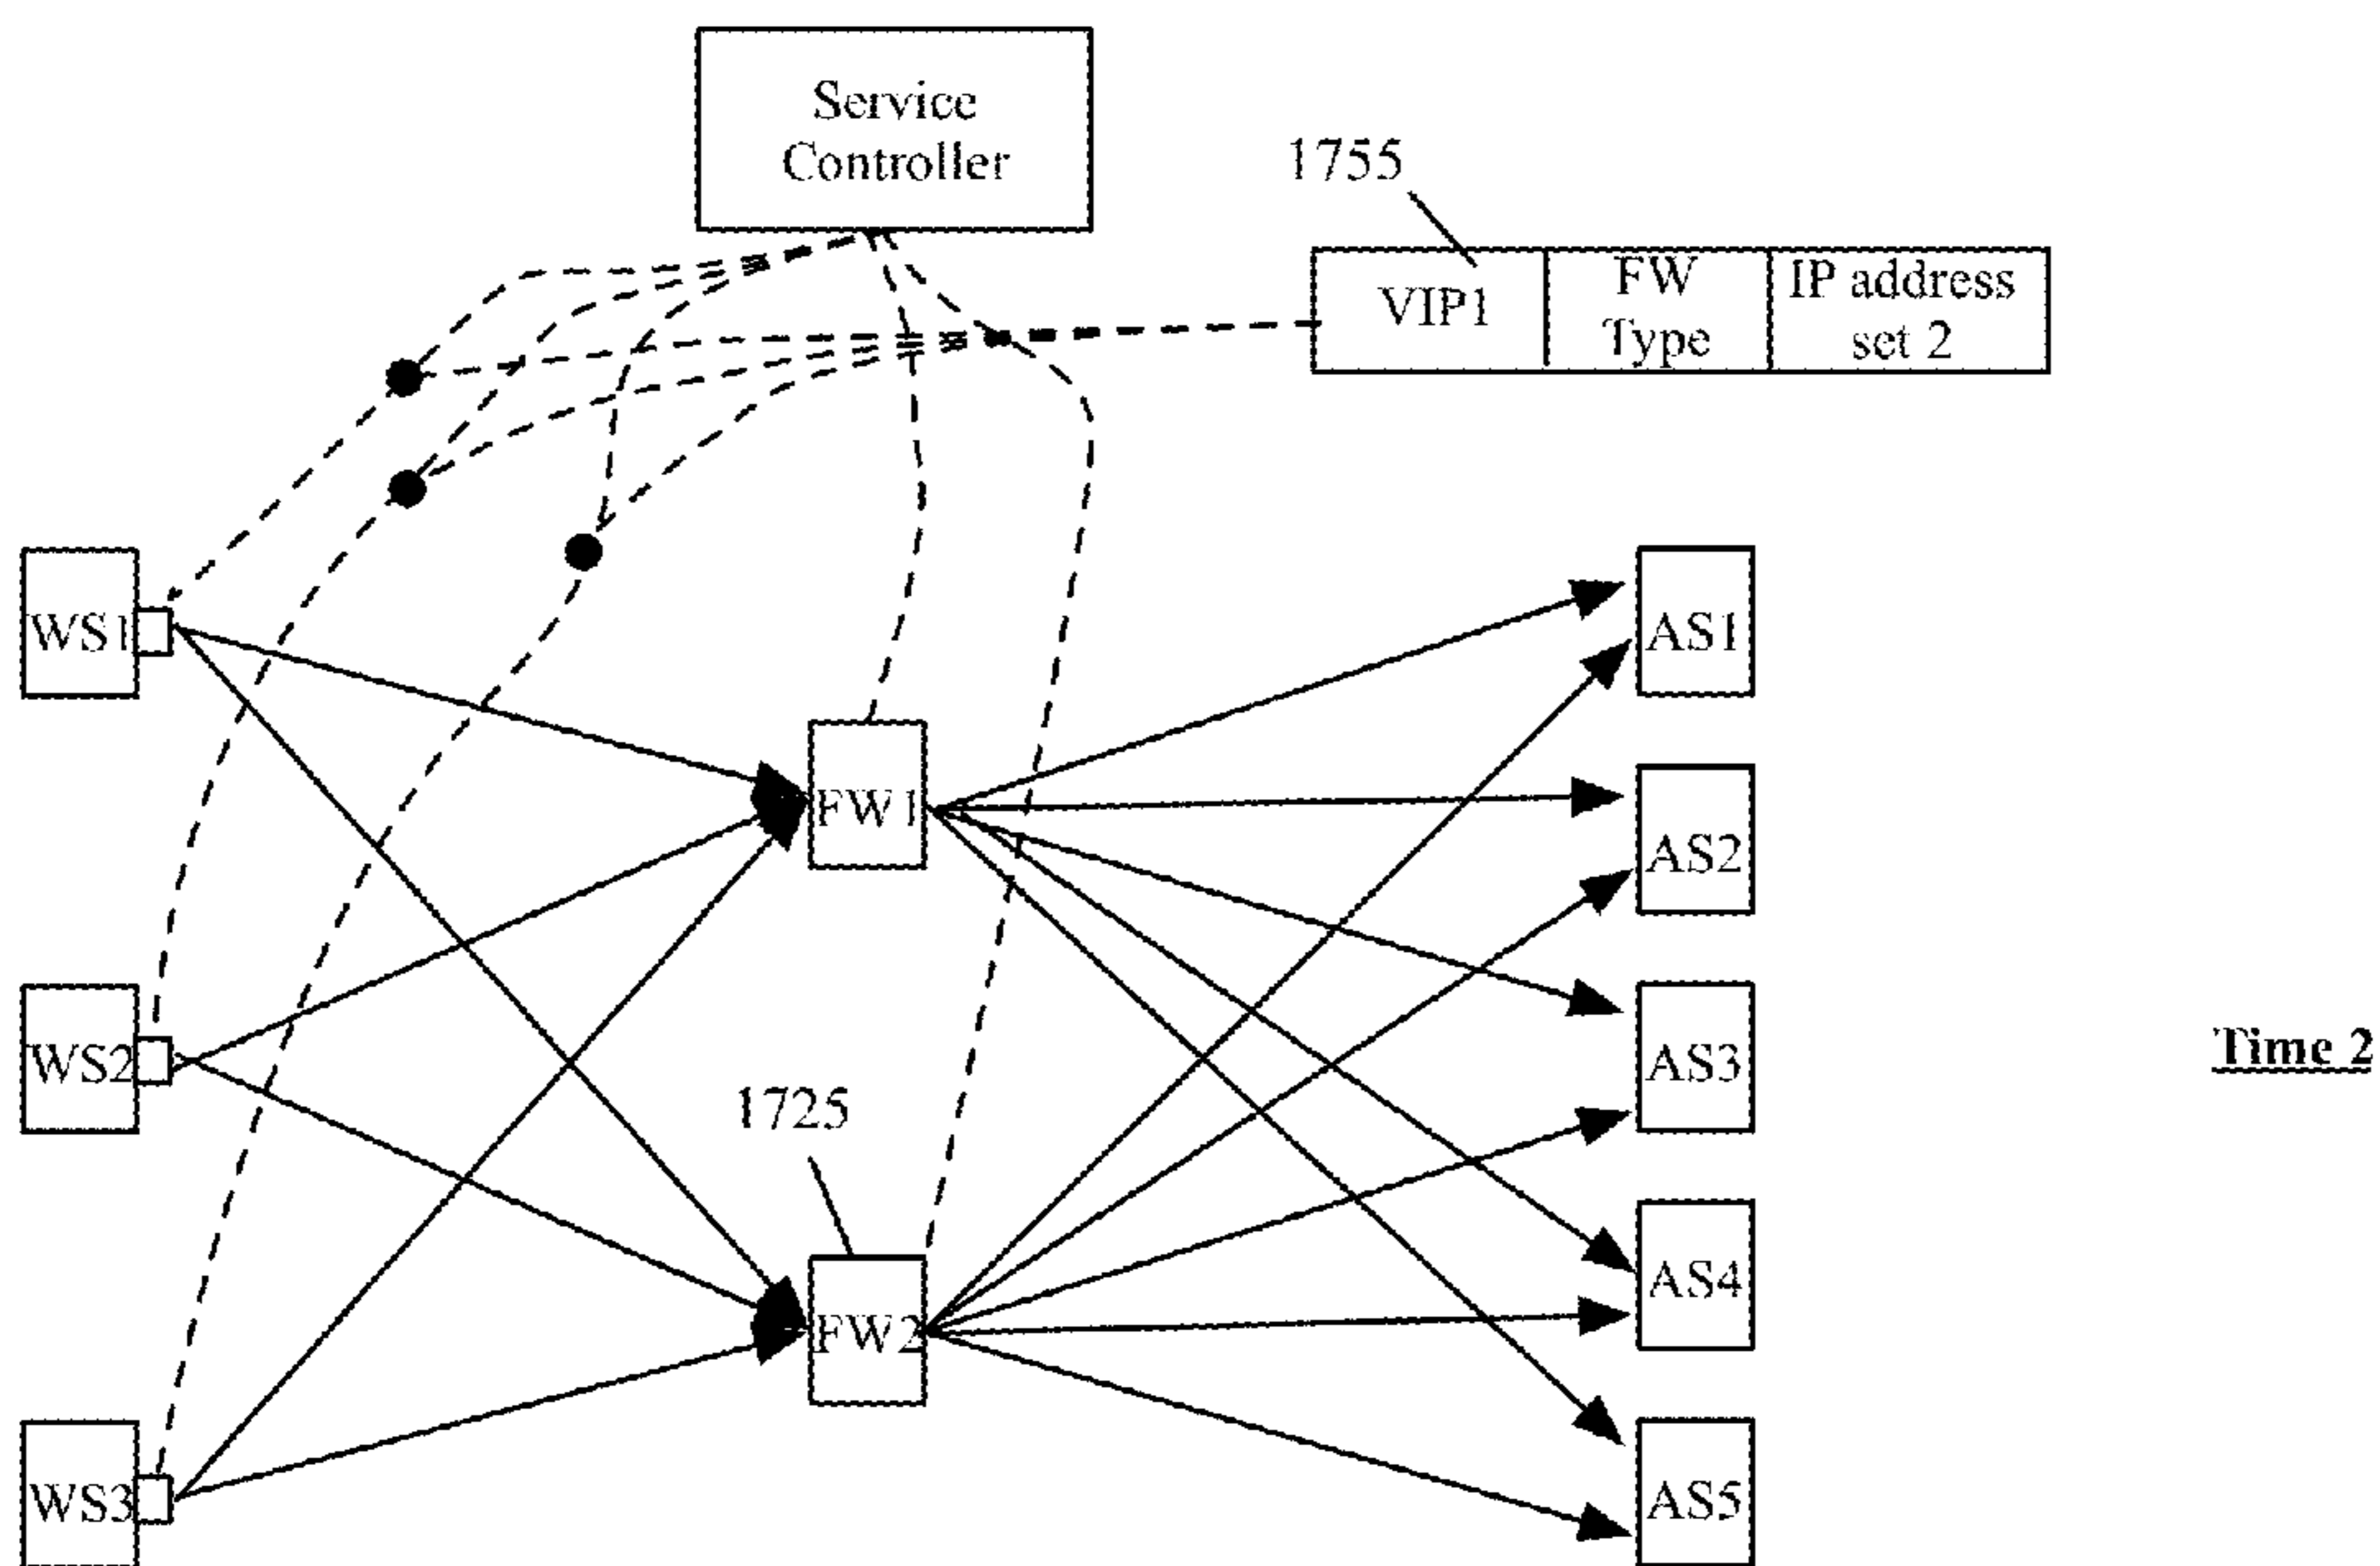 Service
Controller
1755
VIP1
FW
Type
IP address
set 2
WS1
AS1
FW1
AS2
WS2
AS3
Time 2
1725
AS4
FW2
WS3
AS5